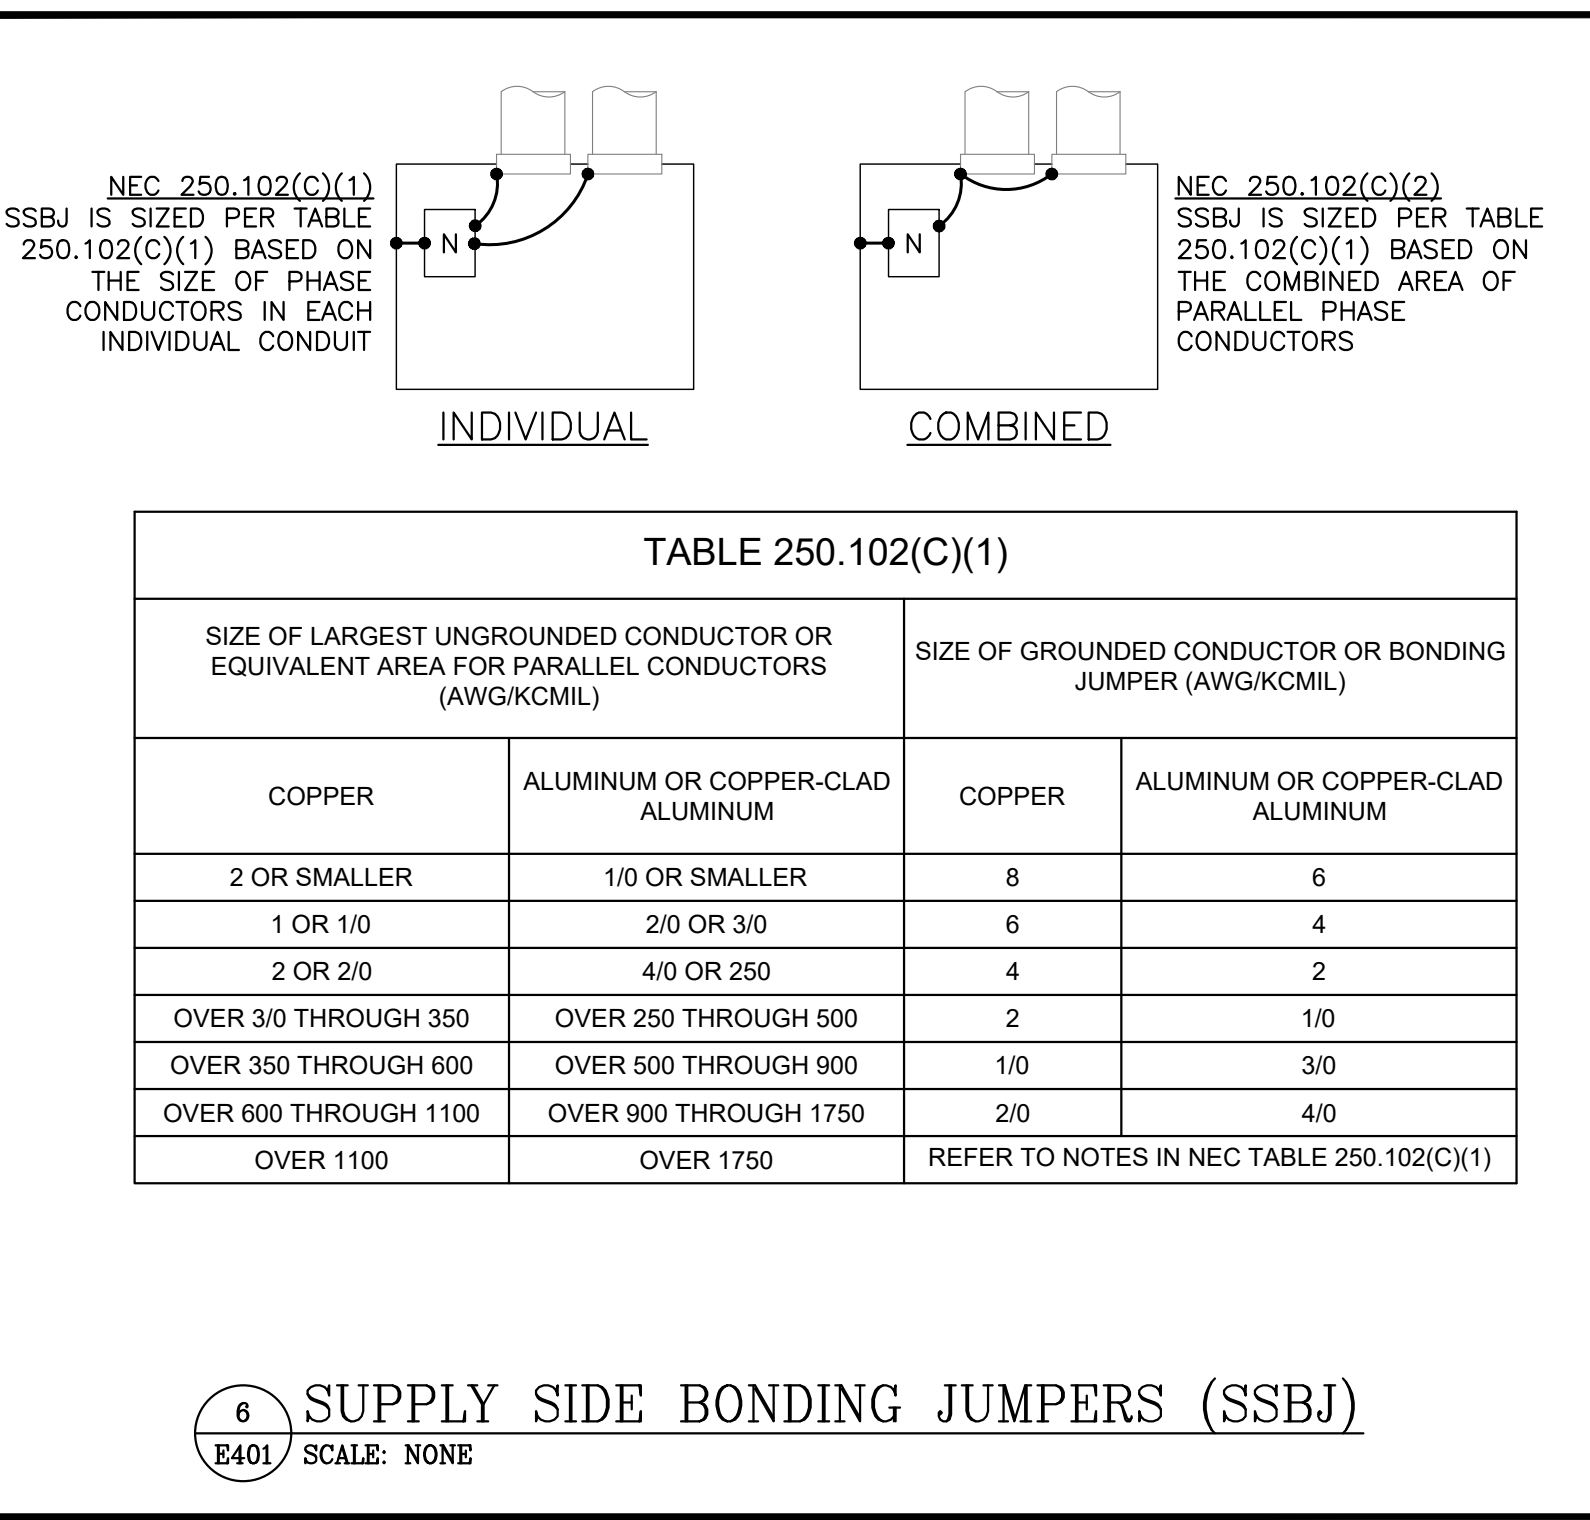 NEC 250.102(C)(1)
SSBJ IS SIZED PER TABLE
250.102(C)(1) BASED ON
THE SIZE OF PHASE
CONDUCTORS IN EACH
INDIVIDUAL CONDUIT
N
INDIVIDUAL
N
COMBINED
NEC 250.102(C)(2)
SSBJ IS SIZED PER TABLE
250.102(C)(1) BASED ON
THE COMBINED AREA OF
PARALLEL PHASE
CONDUCTORS
TABLE 250.102(C)(1)
SIZE OF LARGEST UNGROUNDED CONDUCTOR OR
EQUIVALENT AREA FOR PARALLEL CONDUCTORS
(AWG/KCMIL)
SIZE OF GROUNDED CONDUCTOR OR BONDING
JUMPER (AWG/KCMIL)
COPPER
ALUMINUM OR COPPER-CLAD
ALUMINUM
COPPER
ALUMINUM OR COPPER-CLAD
ALUMINUM
2 OR SMALLER
1/0 OR SMALLER
8
6
1 OR 1/0
2/0 OR 3/0
6
4
2 OR 2/0
4/0 OR 250
4
2
OVER 3/0 THROUGH 350
OVER 250 THROUGH 500
2
1/0
OVER 350 THROUGH 600
OVER 500 THROUGH 900
1/0
3/0
OVER 600 THROUGH 1100
OVER 900 THROUGH 1750
2/0
4/0
OVER 1100
OVER 1750
REFER TO NOTES IN NEC TABLE 250.102(C)(1)
6
E401
SUPPLY SIDE BONDING JUMPERS (SSBJ)
SCALE: NONE